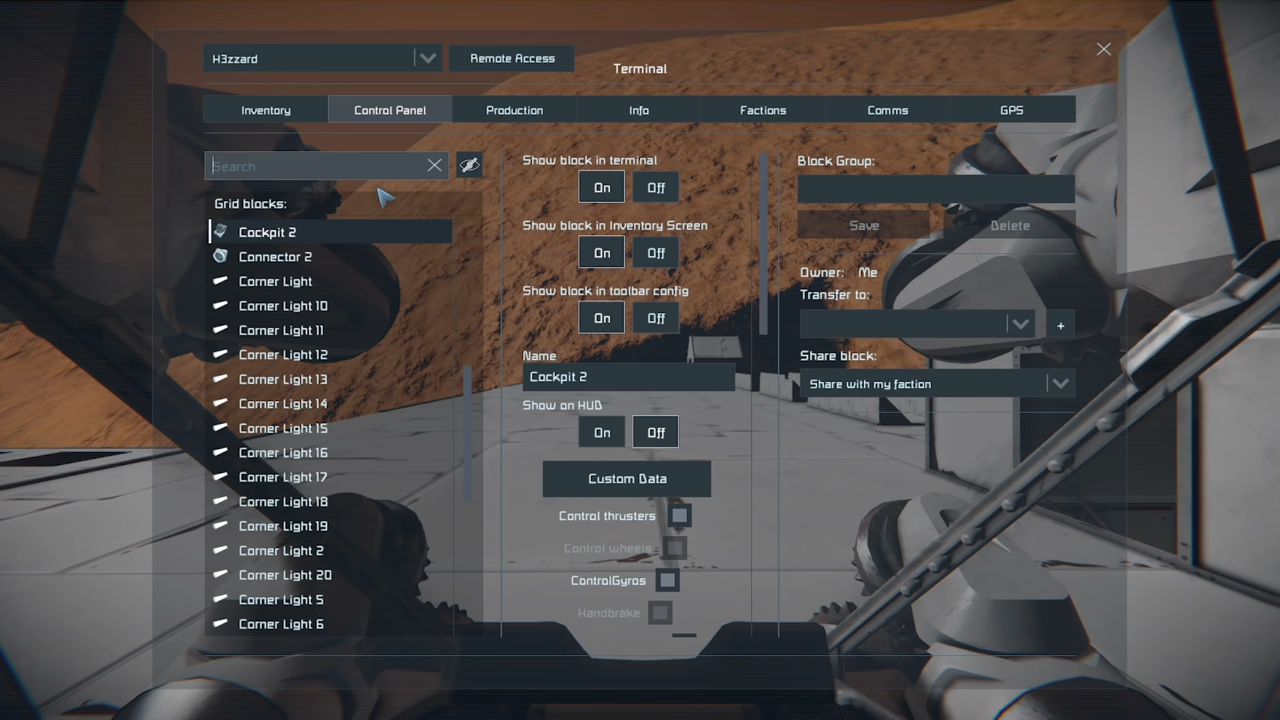 H3zzard
Remote Access
Terminal
Inventory
Control Panel
Production
Info
Factions
Comms
GPS
Search
Grid blocks:
Cockpit 2
Connector 2
Corner Light
Corner Light 10
Corner Light 11
Corner Light 12
Corner Light 13
Corner Light 14
Corner Light 15
Corner Light 16
Corner Light 17
Corner Light 18
Corner Light 19
Corner Light 2
Corner Light 20
Corner Light 5
Corner Light 6
Show block in terminal
On Off
Show block in Inventory Screen
On Off
Show block in toolbar config
On Off
Name
Cockpit 2
Show on HUD
On Off
Custom Data
Control thrusters
Control wheels
ControlGyros
Handbrake
Block Group:
Save Delete
Owner: Me
Transfer to:
+
Share block:
Share with my faction